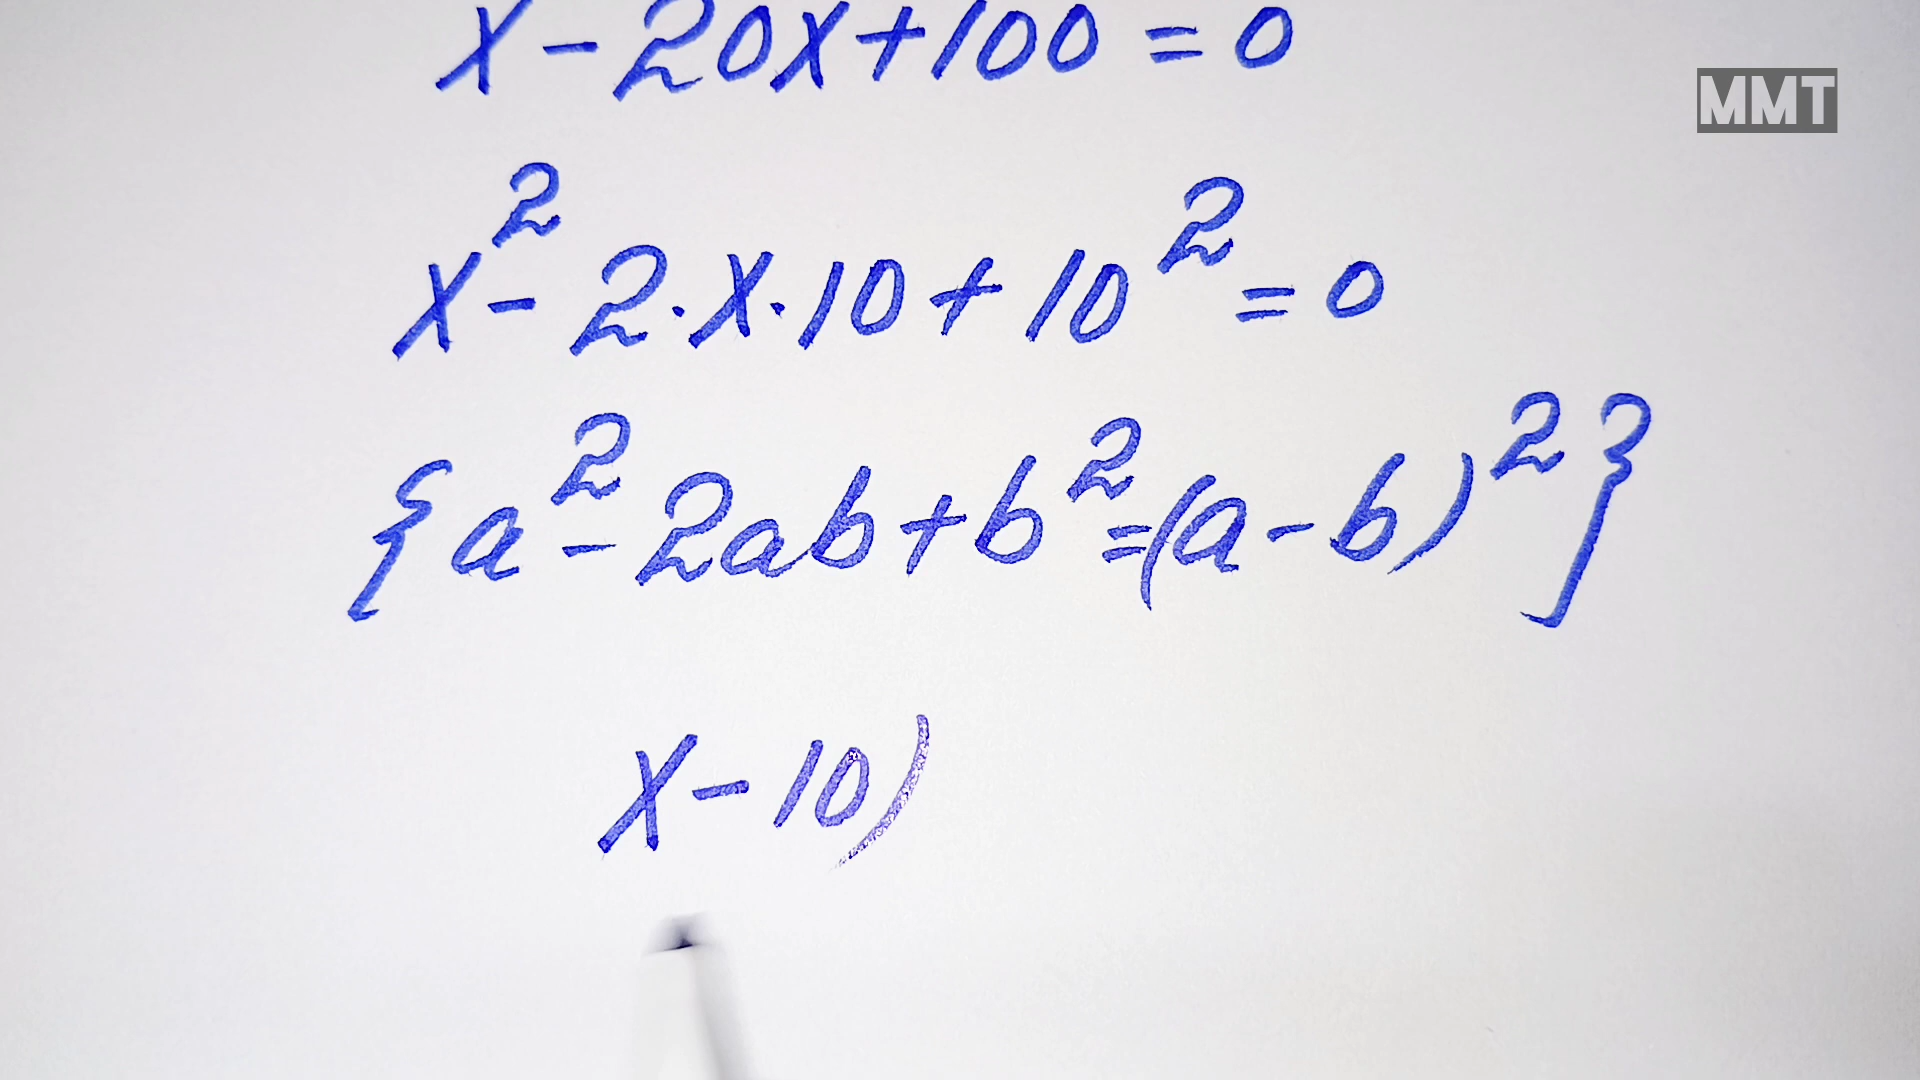 x - 20x + 100 = 0
MMT
x² - 2·x·10 + 10² = 0
{a² - 2ab + b² = (a - b)²}
x - 10)